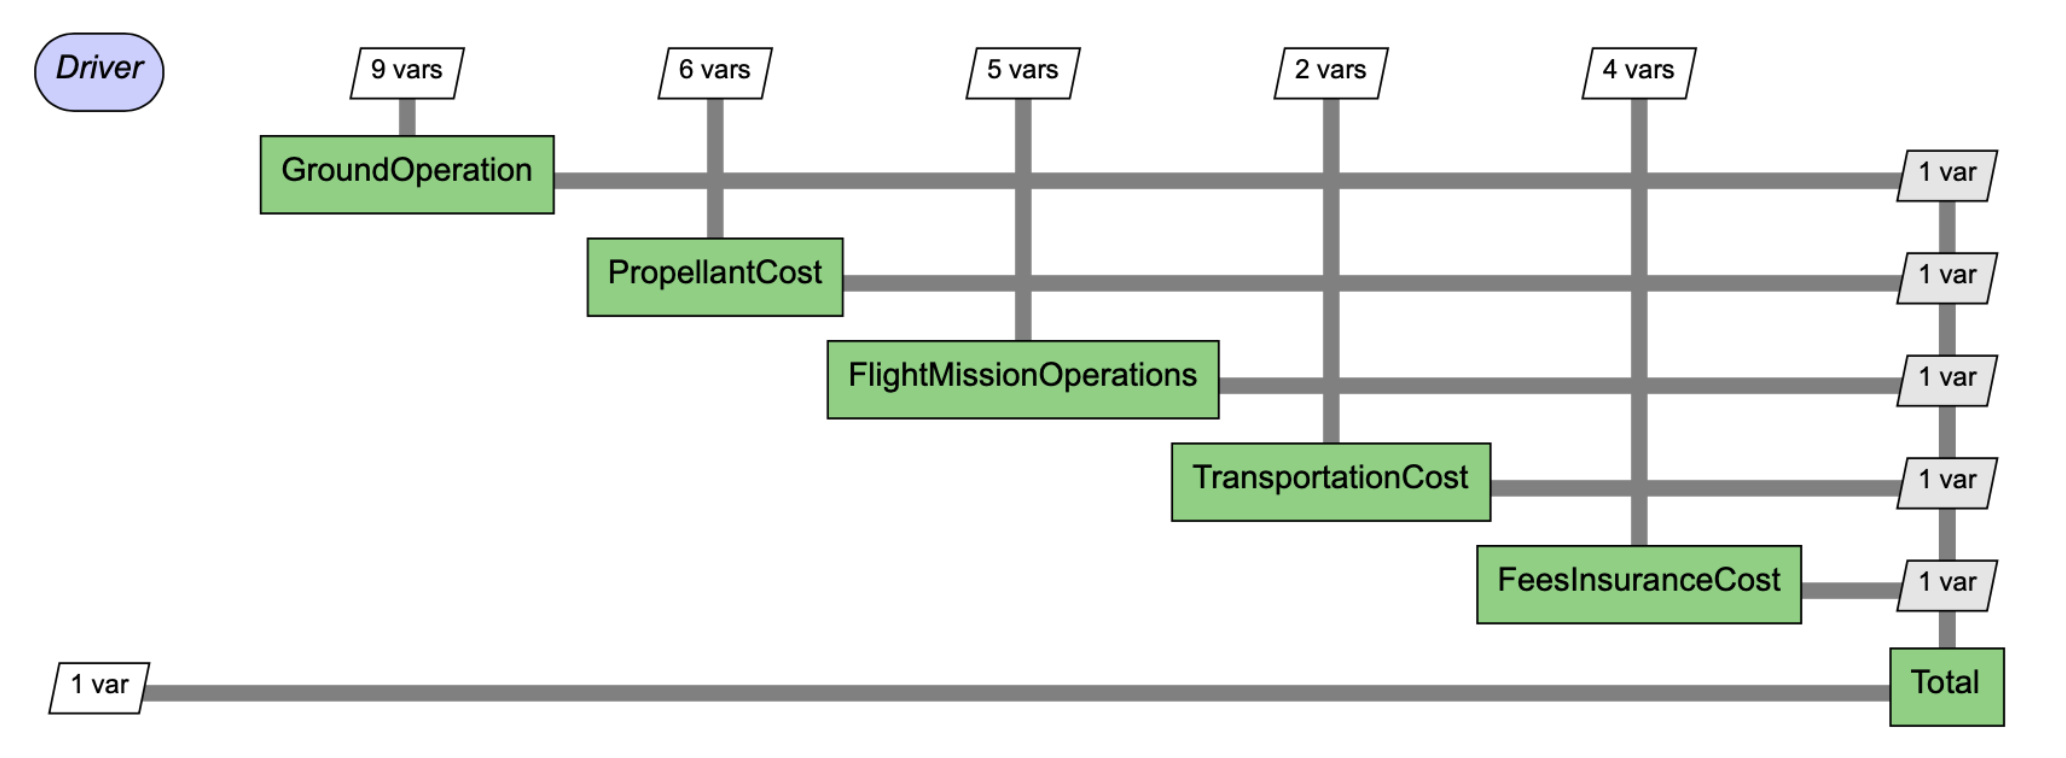 Driver
9 vars
6 vars
5 vars
2 vars
4 vars
GroundOperation
1 var
PropellantCost
1 var
FlightMissionOperations
1 var
TransportationCost
1 var
FeesInsuranceCost
1 var
1 var
Total